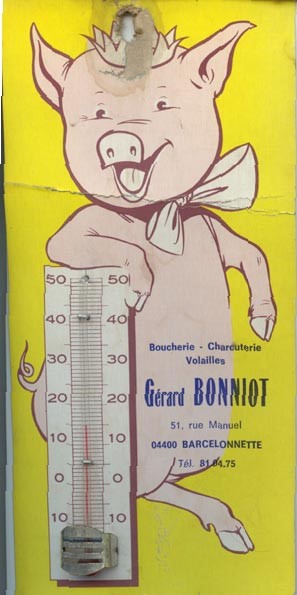 50 50
40 40
30 30
20 20
10 10
0 0
10 10
Boucherie - Charcuterie
Volailles
Gérard BONNIOT
51, rue Manuel
04400 BARCELONNETTE
Tél. 81.04.75